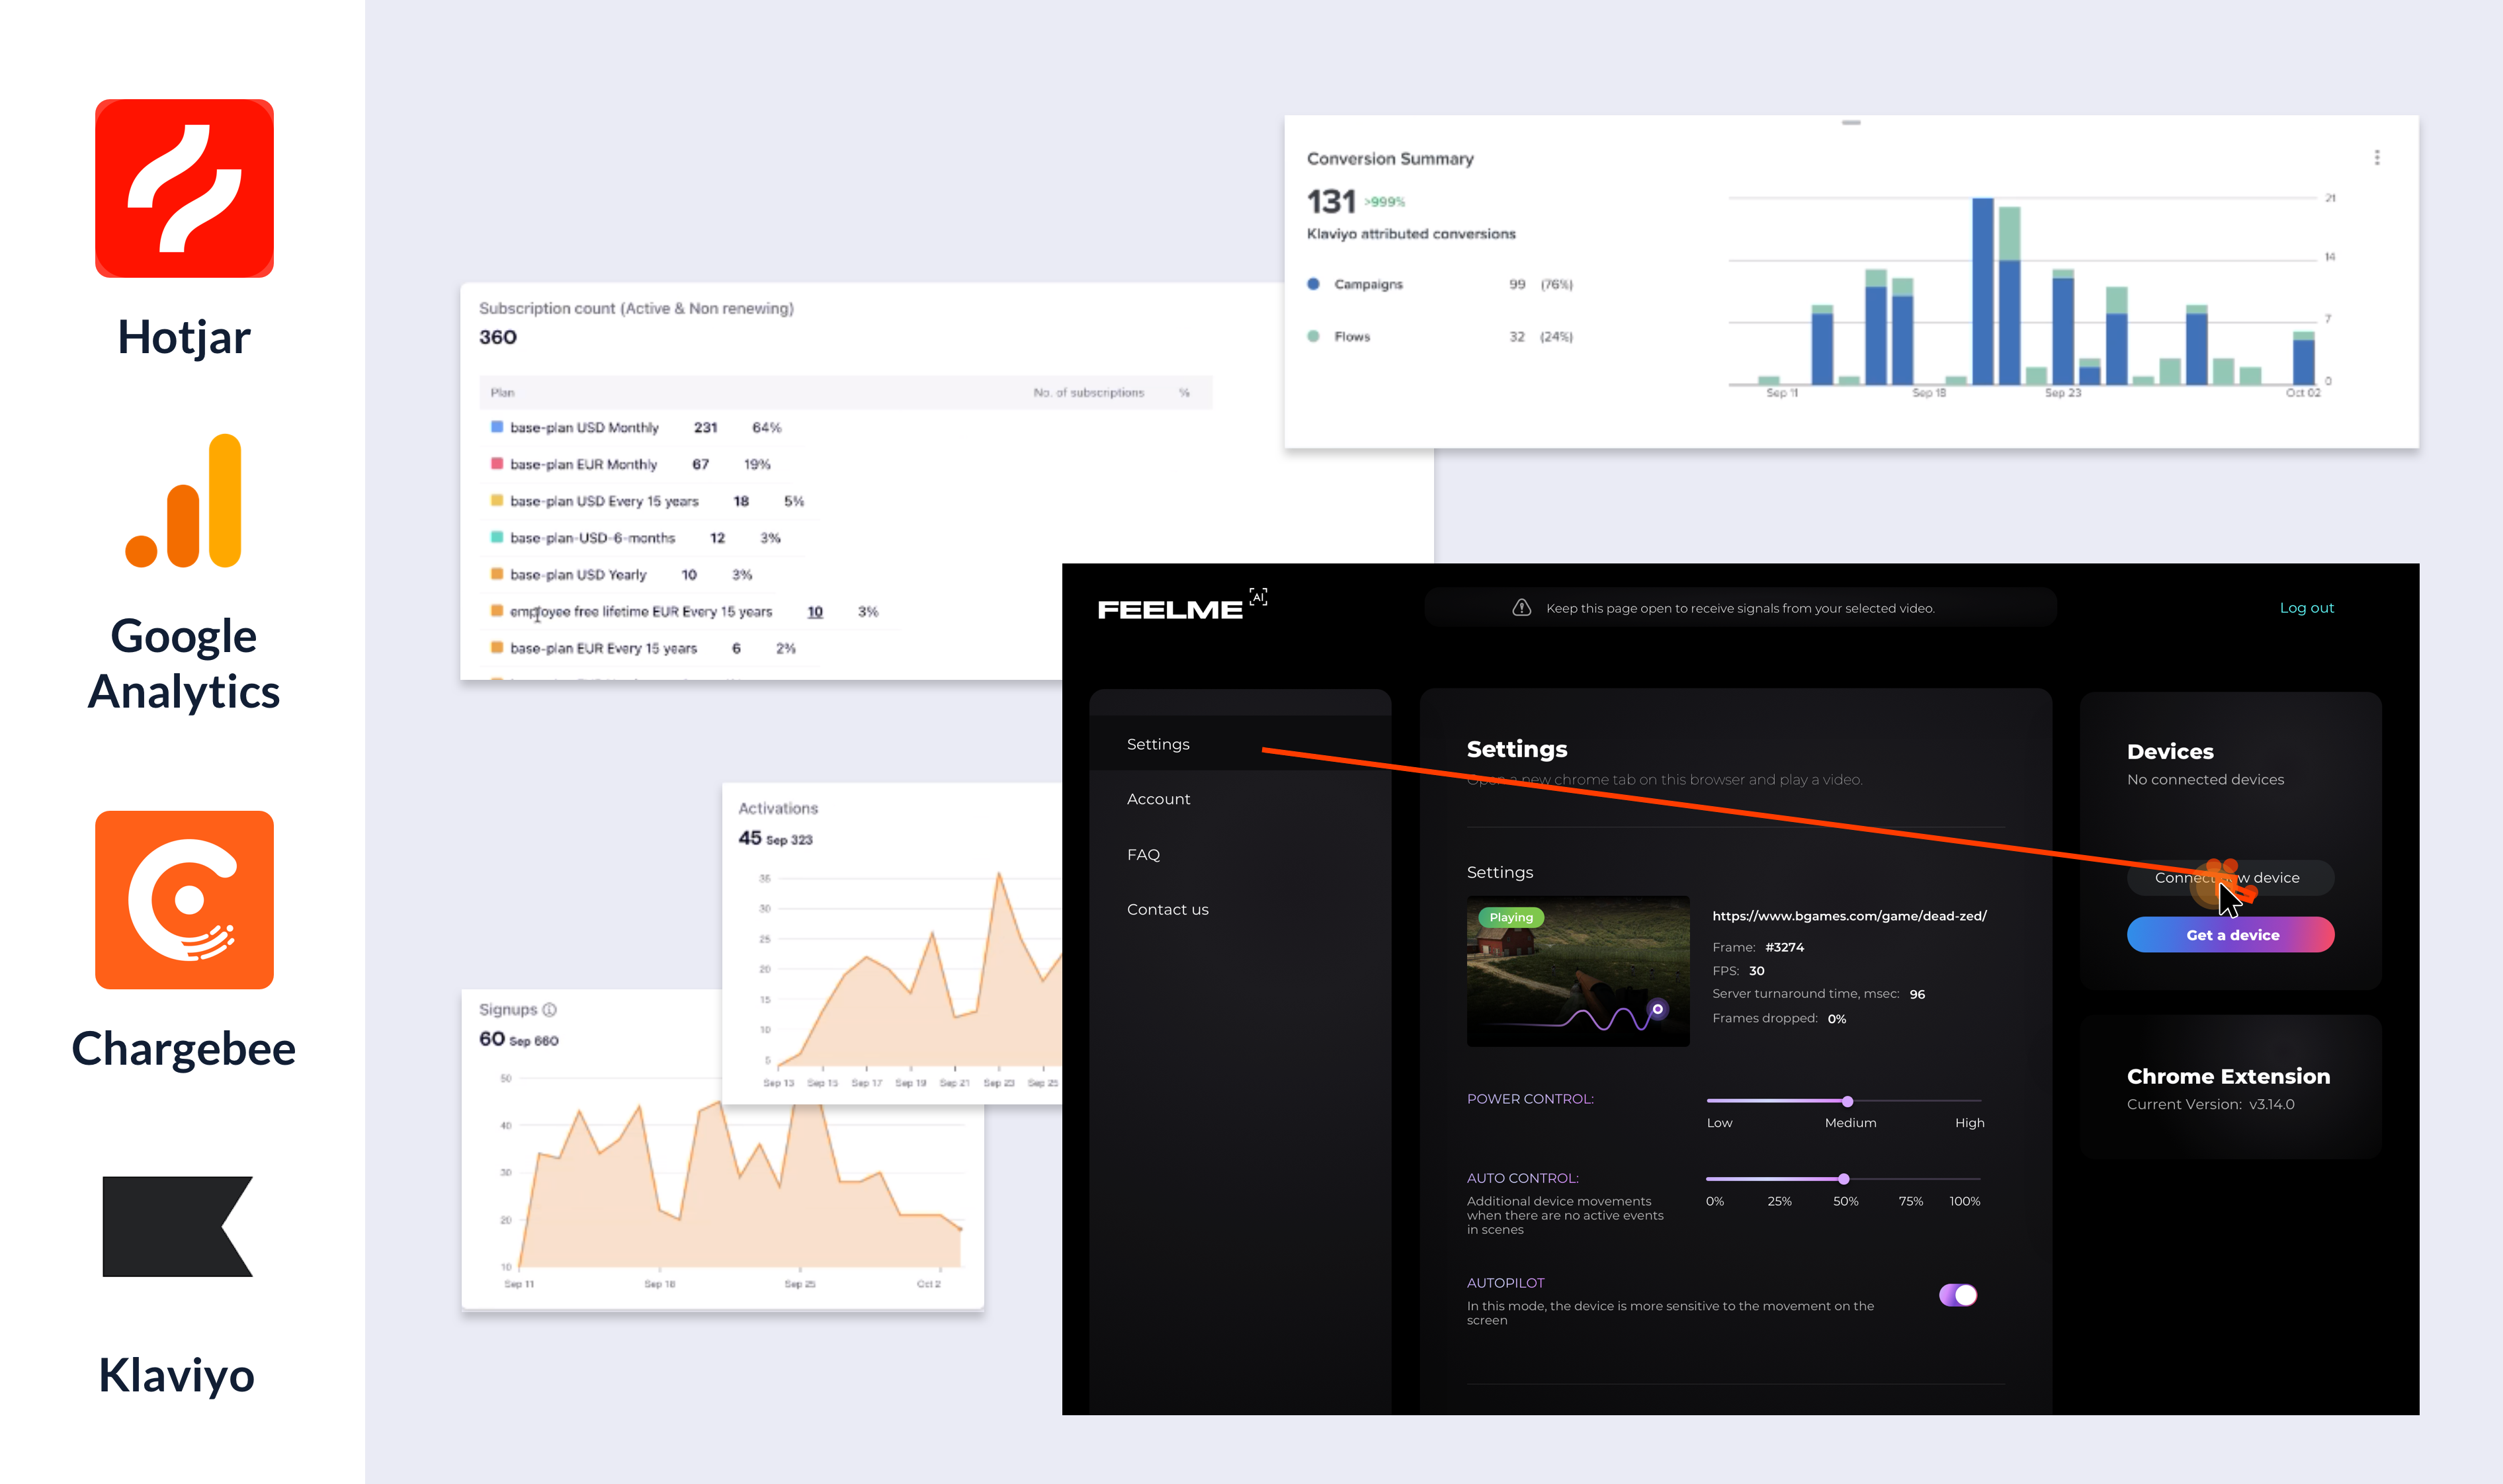 Hotjar
Google
Analytics
Chargebee
Klaviyo
Conversion Summary
131 >999%
Klaviyo attributed conversions
Campaigns 99 (76%)
Flows 32 (24%)
21
14
7
0
Sep 11 Sep 18 Sep 23 Oct 02
Subscription count (Active & Non renewing)
360
Plan No. of subscriptions %
base-plan USD Monthly 231 64%
base-plan EUR Monthly 67 19%
base-plan USD Every 15 years 18 5%
base-plan-USD-6-months 12 3%
base-plan USD Yearly 10 3%
employee free lifetime EUR Every 15 years 10 3%
base-plan EUR Every 15 years 6 2%
Activations
45 Sep 323
35
30
25
20
15
10
5
Sep 13 Sep 15 Sep 17 Sep 19 Sep 21 Sep 23 Sep 25
Signups
60 Sep 660
50
40
30
20
10
Sep 11 Sep 18 Sep 25 Oct 2
FEELME [AI]
Keep this page open to receive signals from your selected video.
Log out
Settings
Account
FAQ
Contact us
Settings
Open a new chrome tab on this browser and play a video.
Settings
Playing
https://www.bgames.com/game/dead-zed/
Frame: #3274
FPS: 30
Server turnaround time, msec: 96
Frames dropped: 0%
POWER CONTROL:
Low Medium High
AUTO CONTROL:
Additional device movements
when there are no active events
in scenes
0% 25% 50% 75% 100%
AUTOPILOT
In this mode, the device is more sensitive to the movement on the
screen
Devices
No connected devices
Connect device
Get a device
Chrome Extension
Current Version: v3.14.0